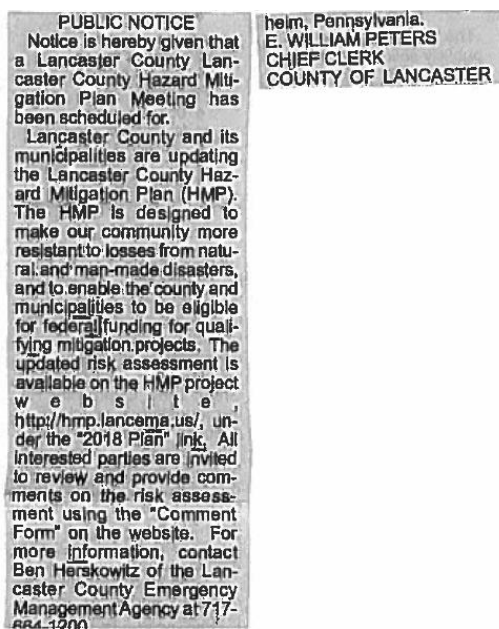 PUBLIC NOTICE
Notice is hereby given that
a Lancaster County Lan-
caster County Hazard Miti-
gation Plan Meeting has
been scheduled for.
Lancaster County and its
municipalities are updating
the Lancaster County Haz-
ard Mitigation Plan (HMP).
The HMP is designed to
make our community more
resistant to losses from natu-
ral and man-made disasters,
and to enable the county and
municipalities to be eligible
for federal funding for quali-
fying mitigation projects. The
updated risk assessment is
available on the HMP project
w e b s i t e ,
http://hmp.lancema.us/, un-
der the "2018 Plan" link. All
interested parties are invited
to review and provide com-
ments on the risk assess-
ment using the "Comment
Form" on the website. For
more information, contact
Ben Herskowitz of the Lan-
caster County Emergency
Management Agency at 717-
664-1200
heim, Pennsylvania.
E. WILLIAM PETERS
CHIEF CLERK
COUNTY OF LANCASTER